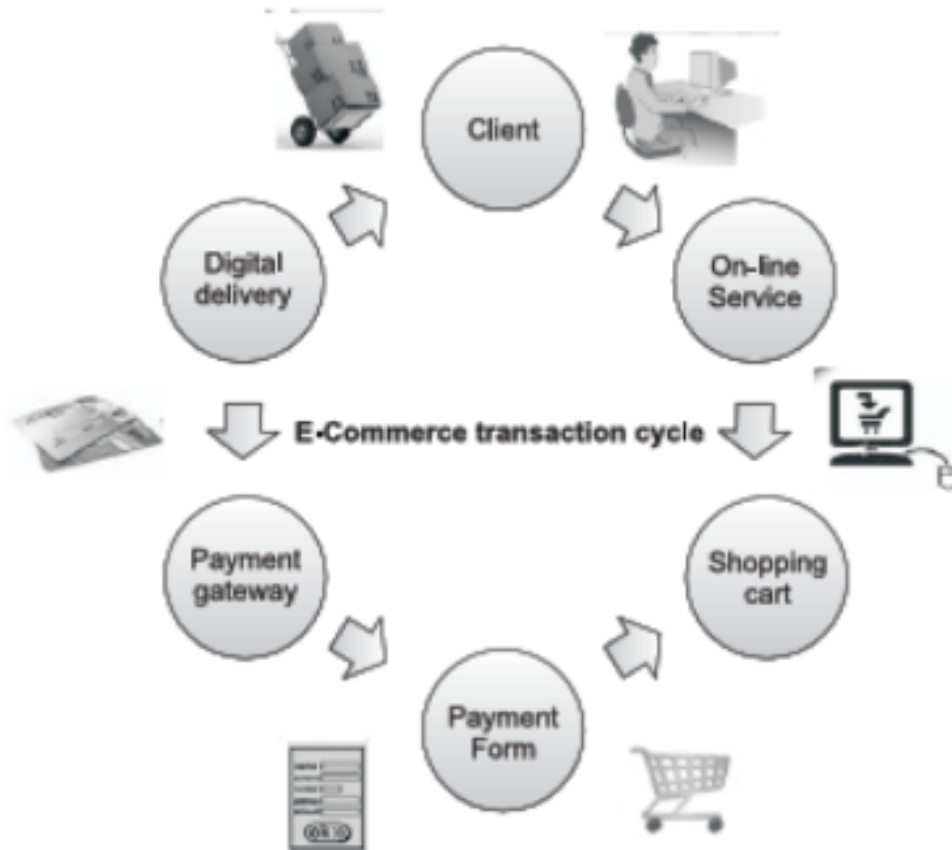 Client
Digital
delivery
On-line
Service
E-Commerce transaction cycle
Payment
gateway
Shopping
cart
Payment
Form